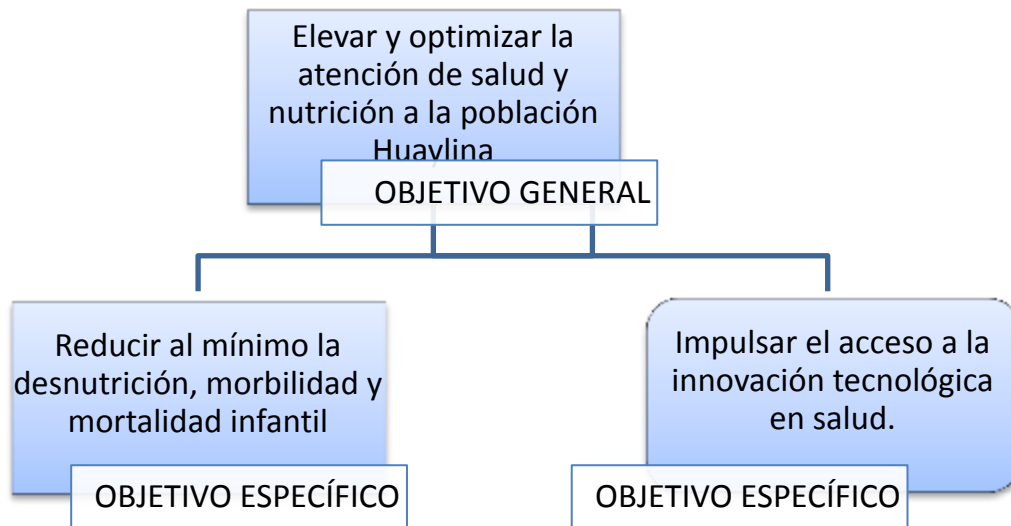 Elevar y optimizar la
atención de salud y
nutrición a la población
Huaylina
OBJETIVO GENERAL
Reducir al mínimo la
desnutrición, morbilidad y
mortalidad infantil
OBJETIVO ESPECÍFICO
Impulsar el acceso a la
innovación tecnológica
en salud.
OBJETIVO ESPECÍFICO